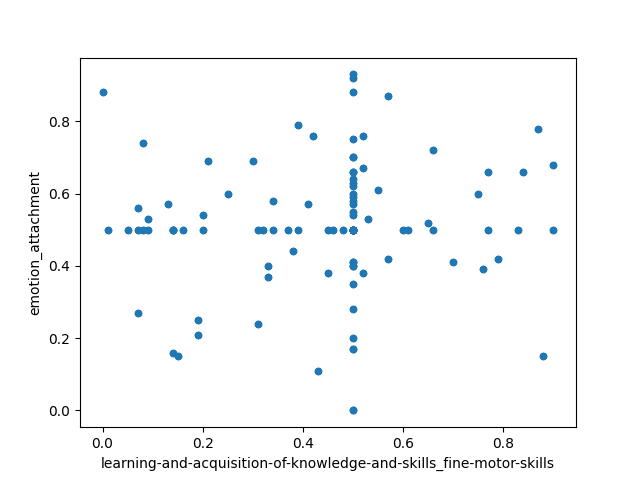 0.8
0.6
0.4
0.2
0.0
emotion_attachment
0.0 0.2 0.4 0.6 0.8
learning-and-acquisition-of-knowledge-and-skills_fine-motor-skills